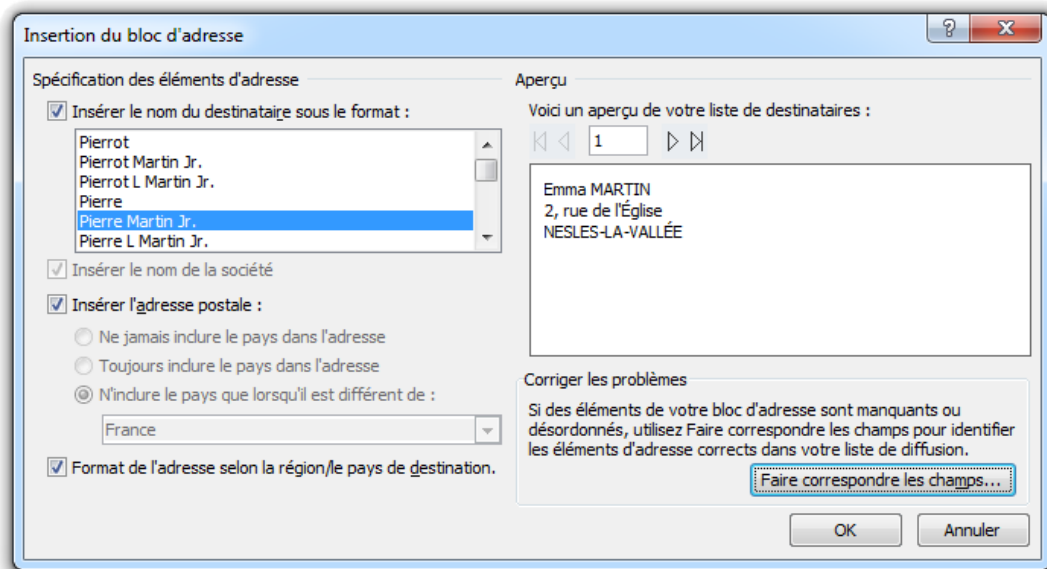 Insertion du bloc d'adresse
Spécification des éléments d'adresse
Insérer le nom du destinataire sous le format :
Pierrot
Pierrot Martin Jr.
Pierrot L Martin Jr.
Pierre
Pierre Martin Jr.
Pierre L Martin Jr.
Insérer le nom de la société
Insérer l'adresse postale :
Ne jamais inclure le pays dans l'adresse
Toujours inclure le pays dans l'adresse
N'inclure le pays que lorsqu'il est différent de :
France
Format de l'adresse selon la région/le pays de destination.
Aperçu
Voici un aperçu de votre liste de destinataires :
1
Emma MARTIN
2, rue de l'Église
NESLES-LA-VALLÉE
Corriger les problèmes
Si des éléments de votre bloc d'adresse sont manquants ou
désordonnés, utilisez Faire correspondre les champs pour identifier
les éléments d'adresse corrects dans votre liste de diffusion.
Faire correspondre les champs...
OK
Annuler